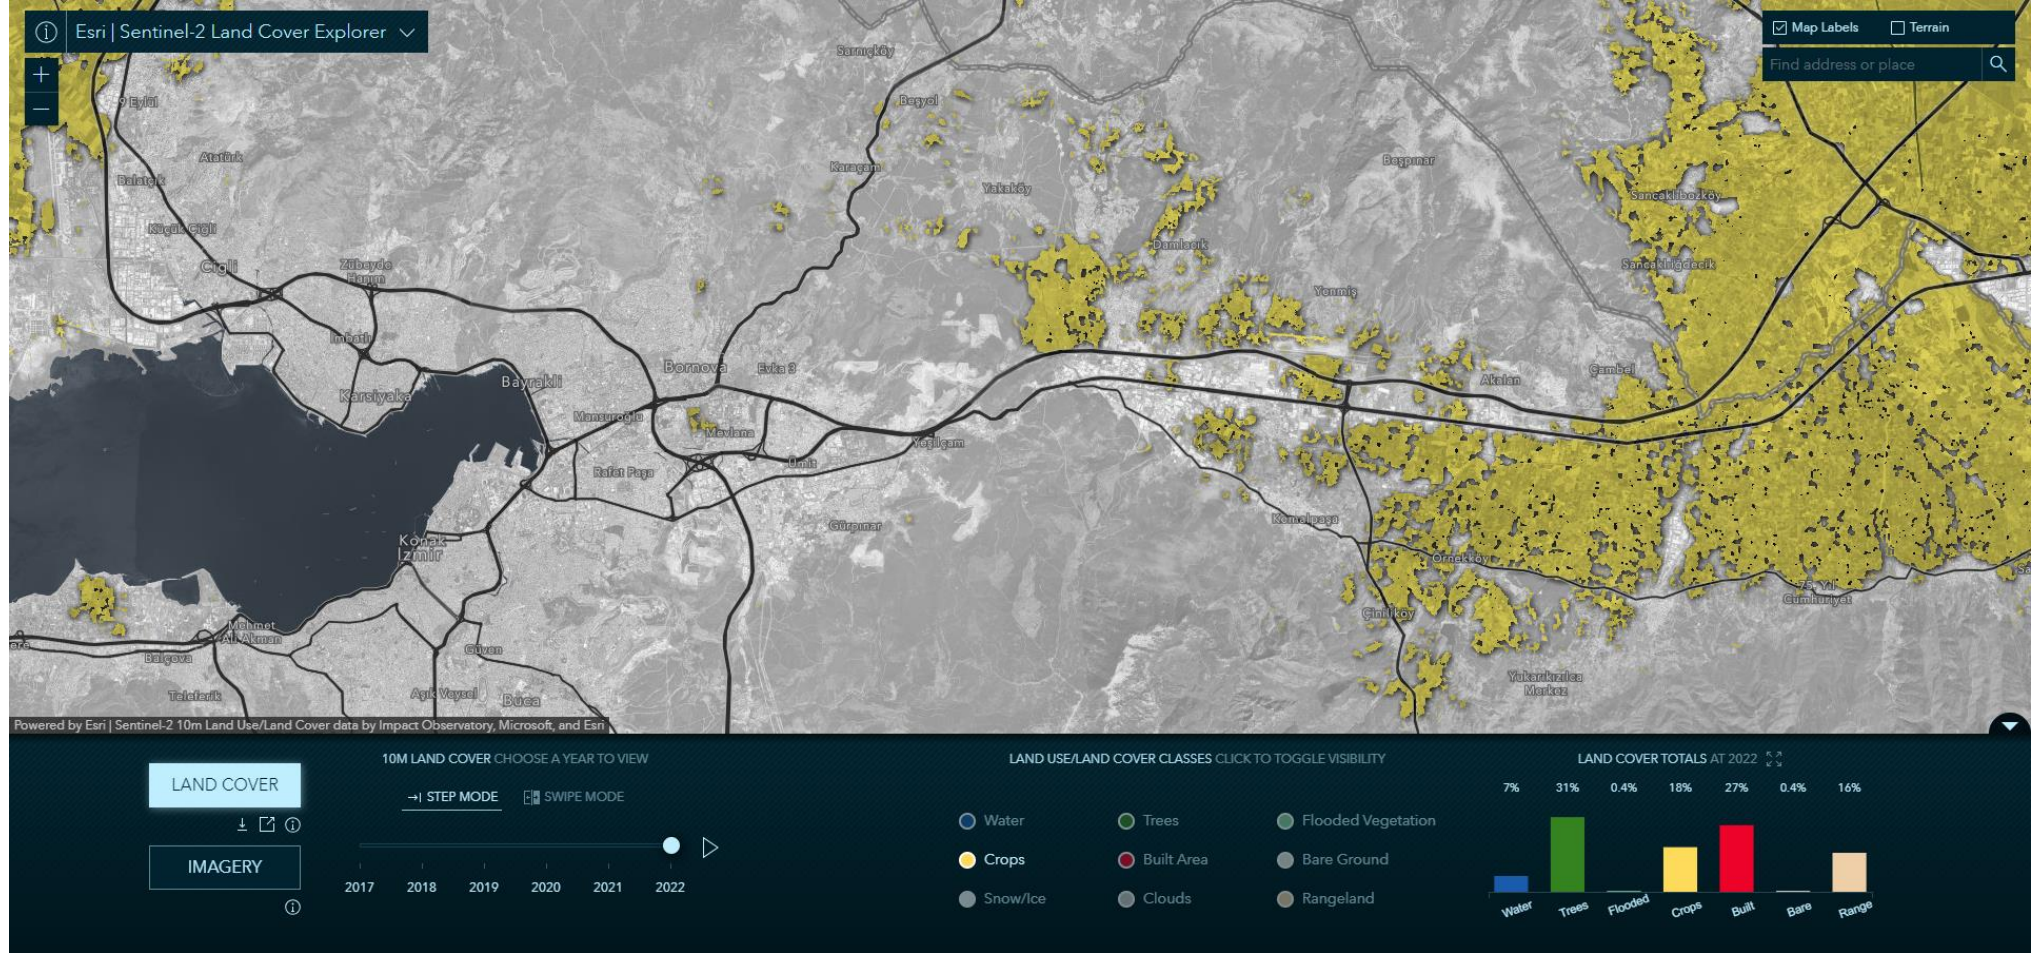 Esri | Sentinel-2 Land Cover Explorer
Map Labels
Terrain
Find address or place
Sarnıçköy
9 Eylül
Beşyol
Atatürk
Balatçık
Karaçam
Yakaköy
Beşpınar
Sancaklıbozköy
Küçük Çiğli
Damlacık
Çiğli
Zübeyde
Hanım
Sancaklıiğdecik
Yenmiş
İmbatlı
Bornova
Evka 3
Çambel
Bayrakli
Akalan
Karsiyaka
Mansuroğlu
Mevlana
Yeşilçam
Ümit
Rafet Paşa
Gürpınar
Kemalpaşa
Konak
İzmir
Örnekköy
75. Yıl
Cumhuriyet
Çiniliköy
Mehmet
Ali Akman
Balçova
Güven
Teleferik
Aşık Veysel
Buca
Yukarıkızılca
Merkez
Powered by Esri | Sentinel-2 10m Land Use/Land Cover data by Impact Observatory, Microsoft, and Esri
LAND COVER
IMAGERY
10M LAND COVER CHOOSE A YEAR TO VIEW
STEP MODE
SWIPE MODE
2017 2018 2019 2020 2021 2022
LAND USE/LAND COVER CLASSES CLICK TO TOGGLE VISIBILITY
Water Trees Flooded Vegetation
Crops Built Area Bare Ground
Snow/Ice Clouds Rangeland
LAND COVER TOTALS AT 2022
7% 31% 0.4% 18% 27% 0.4% 16%
Water Trees Flooded Crops Built Bare Range